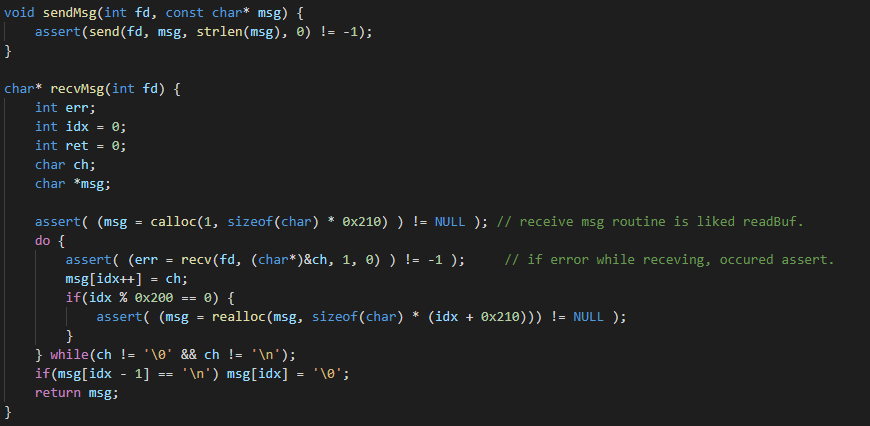 void sendMsg(int fd, const char* msg) {
    assert(send(fd, msg, strlen(msg), 0) != -1);
}

char* recvMsg(int fd) {
    int err;
    int idx = 0;
    int ret = 0;
    char ch;
    char *msg;

    assert( (msg = calloc(1, sizeof(char) * 0x210) ) != NULL ); // receive msg routine is liked readBuf.
    do {
        assert( (err = recv(fd, (char*)&ch, 1, 0) ) != -1 );     // if error while receving, occured assert.
        msg[idx++] = ch;
        if(idx % 0x200 == 0) {
            assert( (msg = realloc(msg, sizeof(char) * (idx + 0x210))) != NULL );
        }
    } while(ch != '\0' && ch != '\n');
    if(msg[idx - 1] == '\n') msg[idx] = '\0';
    return msg;
}